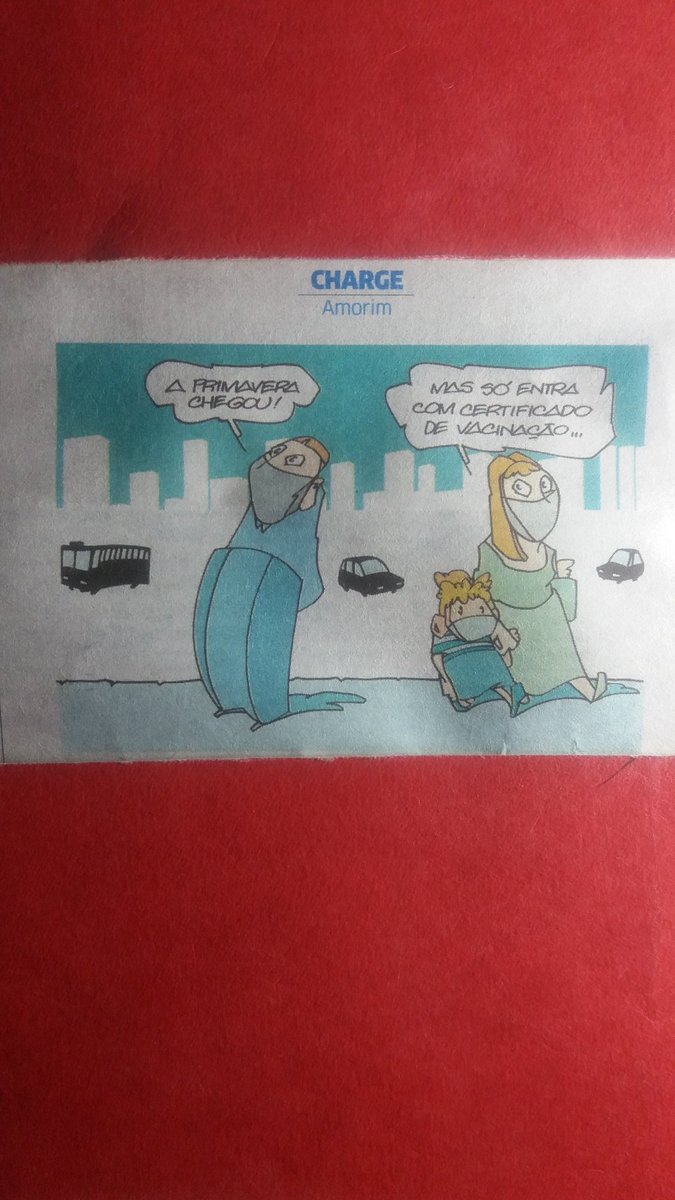 CHARGE
Amorim
A PRIMAVERA
CHEGOU!
MAS SÓ ENTRA
COM CERTIFICADO
DE VACINAÇÃO...